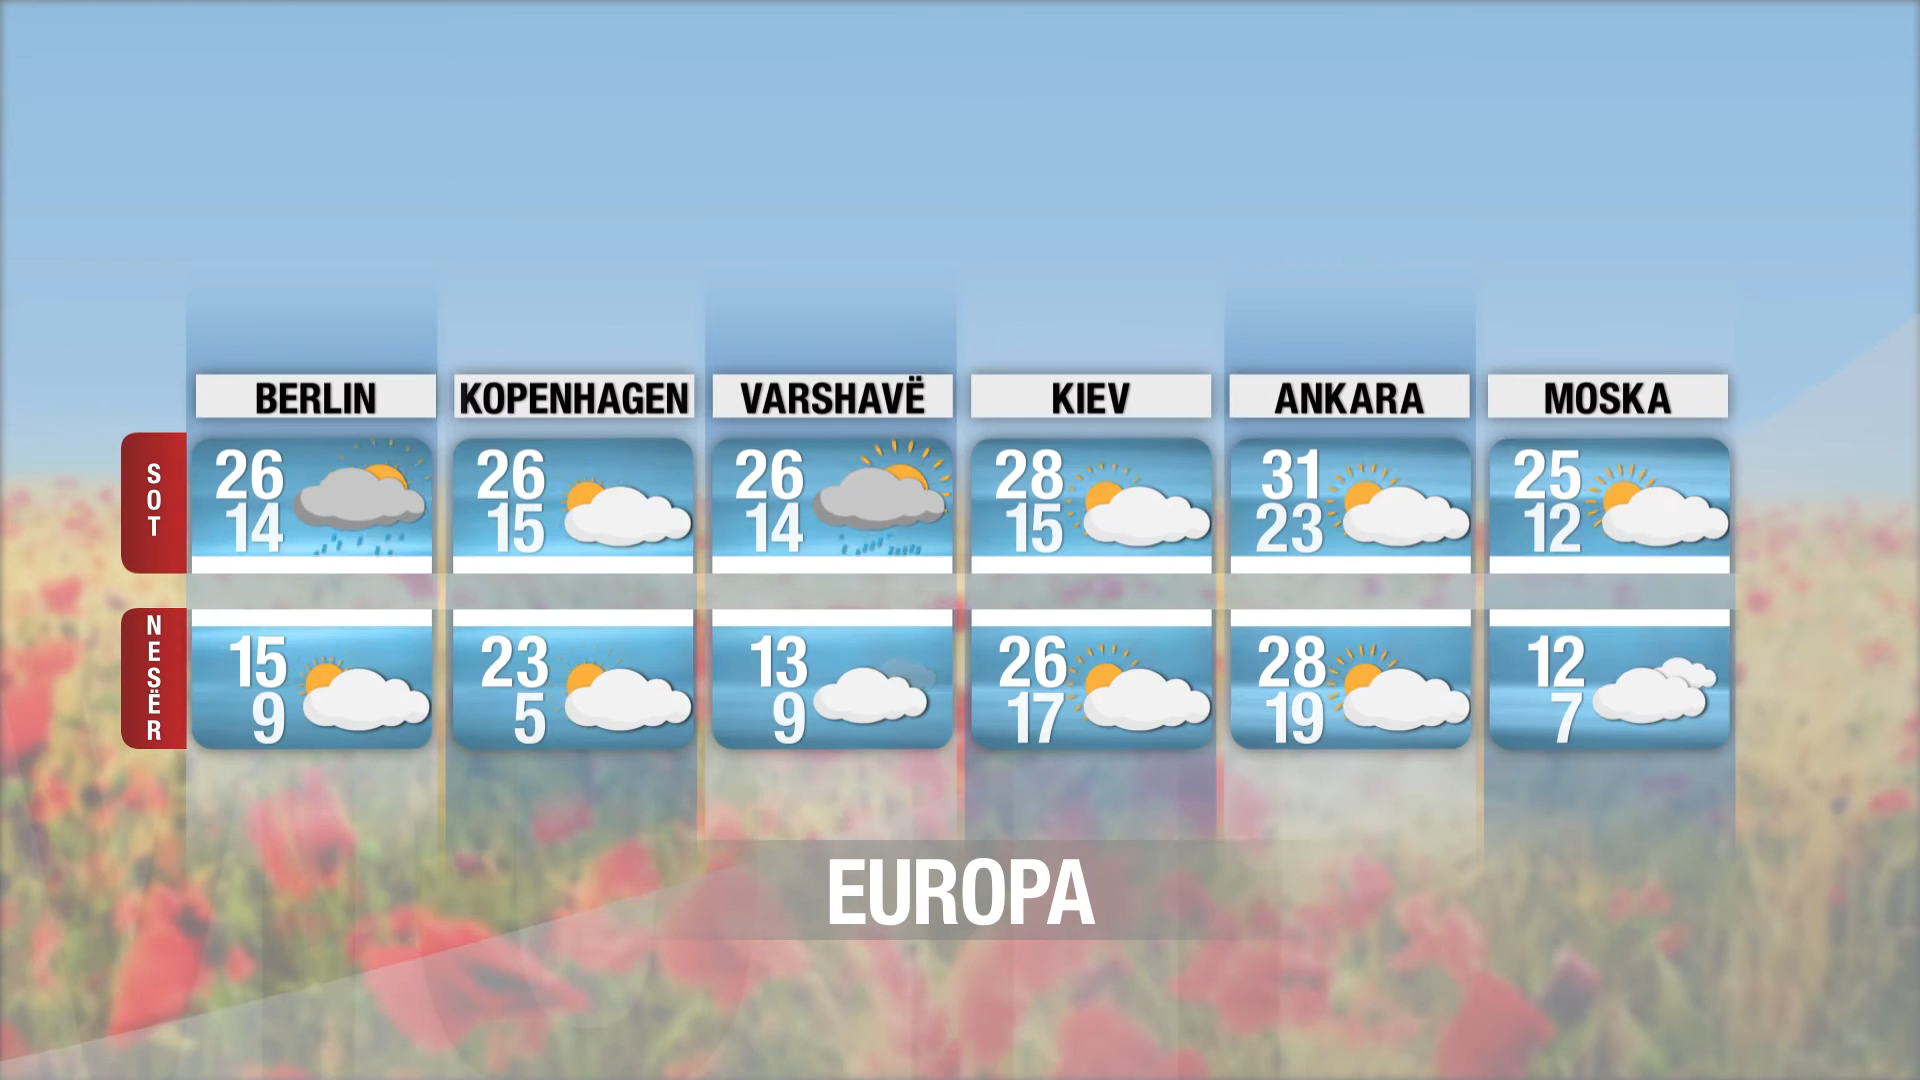 BERLIN KOPENHAGEN VARSHAVË KIEV ANKARA MOSKA
SOT
26 26 26 28 31 25
14 15 14 15 23 12
NESËR
15 23 13 26 28 12
9 5 9 17 19 7
EUROPA